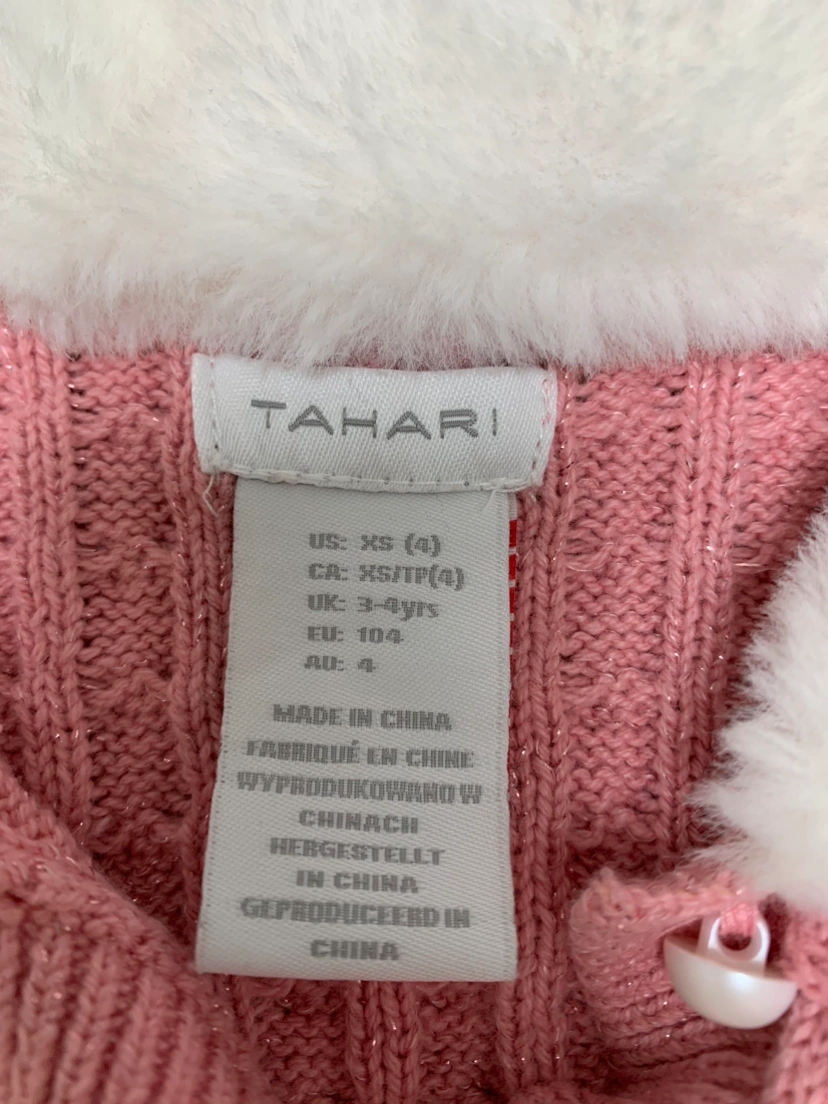 TAHARI
US: XS (4)
CA: XS/TP(4)
UK: 3-4yrs
EU: 104
AU: 4
MADE IN CHINA
FABRIQUÉ EN CHINE
WYPRODUKOWANO W
CHINACH
HERGESTELLT
IN CHINA
GEPRODUCEERD IN
CHINA